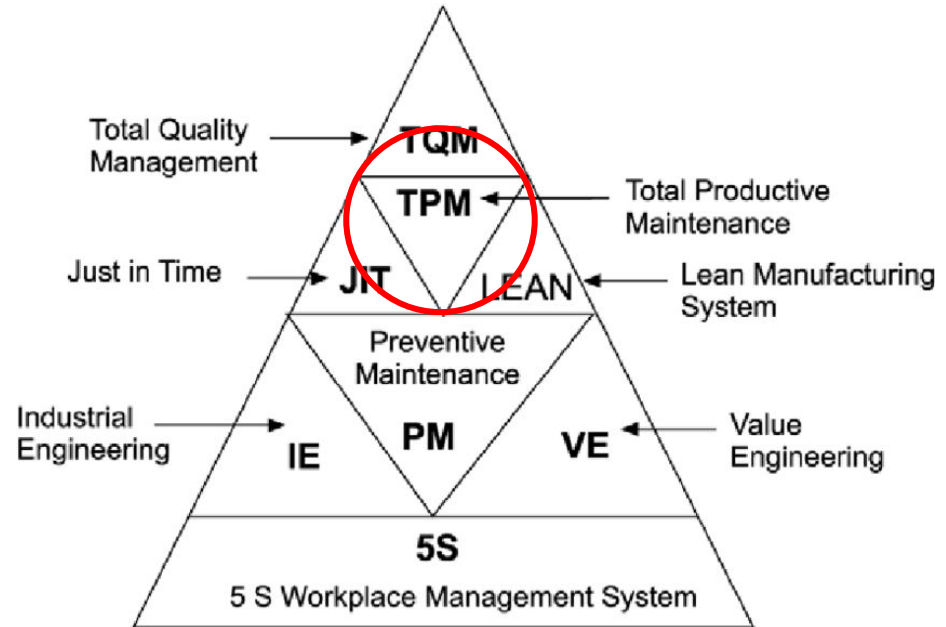 Total Quality
Management
TQM
TPM
Total Productive
Maintenance
Just in Time
JIT
LEAN
Lean Manufacturing
System
Preventive
Maintenance
PM
Industrial
Engineering
IE
VE
Value
Engineering
5S
5 S Workplace Management System